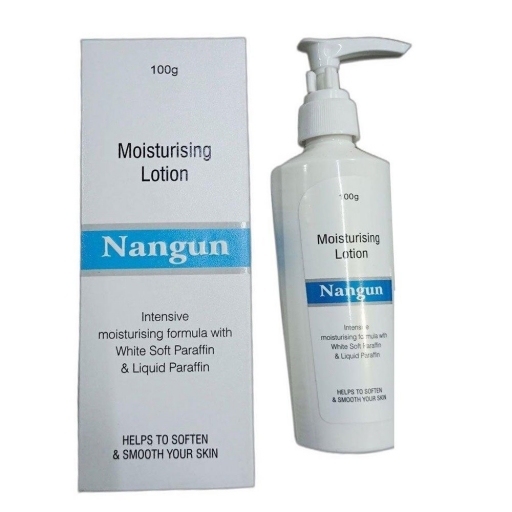 100g
Moisturising
Lotion
Nangun
Intensive
moisturising formula with
White Soft Paraffin
& Liquid Paraffin
HELPS TO SOFTEN
& SMOOTH YOUR SKIN
100g
Moisturising
Lotion
Nangun
Intensive
moisturising formula with
White Soft Paraffin
& Liquid Paraffin
HELPS TO SOFTEN
& SMOOTH YOUR SKIN